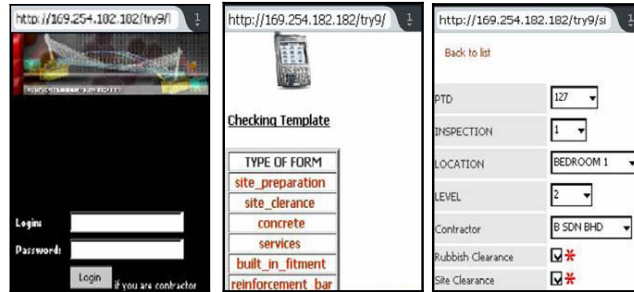 http://169.254.182.182/try9/l
Login:
Password:
Login
if you are contractor
http://169.254.182.182/try9/
Checking Template
TYPE OF FORM
site_preparation
site_clerance
concrete
services
built_in_fitment
reinforcement_bar
http://169.254.182.182/try9/si
Back to list
PTD 127
INSPECTION 1
LOCATION BEDROOM 1
LEVEL 2
Contractor B SDN BHD
Rubbish Clearance
Site Clearance